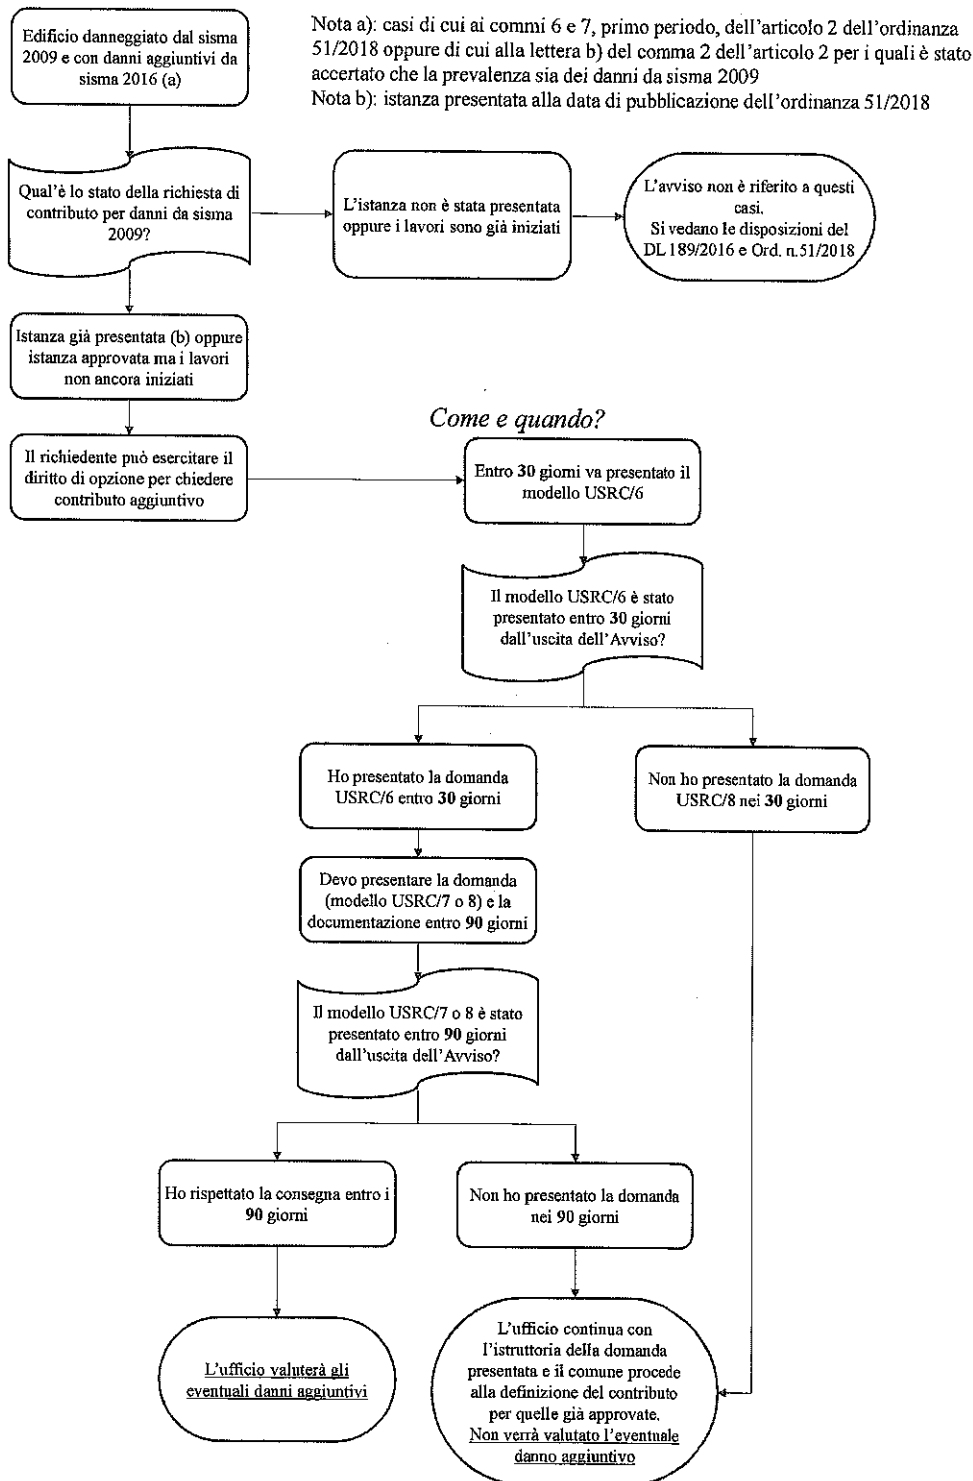 Edificio danneggiato dal sisma
2009 e con danni aggiuntivi da
sisma 2016 (a)
Nota a): casi di cui ai commi 6 e 7, primo periodo, dell'articolo 2 dell'ordinanza
51/2018 oppure di cui alla lettera b) del comma 2 dell'articolo 2 per i quali è stato
accertato che la prevalenza sia dei danni da sisma 2009
Nota b): istanza presentata alla data di pubblicazione dell'ordinanza 51/2018
Qual'è lo stato della richiesta di
contributo per danni da sisma
2009?
L'istanza non è stata presentata
oppure i lavori sono già iniziati
L'avviso non è riferito a questi
casi.
Si vedano le disposizioni del
DL 189/2016 e Ord. n.51/2018
Istanza già presentata (b) oppure
istanza approvata ma i lavori
non ancora iniziati
Come e quando?
Il richiedente può esercitare il
diritto di opzione per chiedere
contributo aggiuntivo
Entro 30 giorni va presentato il
modello USRC/6
Il modello USRC/6 è stato
presentato entro 30 giorni
dall'uscita dell'Avviso?
Ho presentato la domanda
USRC/6 entro 30 giorni
Non ho presentato la domanda
USRC/8 nei 30 giorni
Devo presentare la domanda
(modello USRC/7 o 8) e la
documentazione entro 90 giorni
Il modello USRC/7 o 8 è stato
presentato entro 90 giorni
dall'uscita dell'Avviso?
Ho rispettato la consegna entro i
90 giorni
Non ho presentato la domanda
nei 90 giorni
L'ufficio valuterà gli
eventuali danni aggiuntivi
L'ufficio continua con
l'istruttoria della domanda
presentata e il comune procede
alla definizione del contributo
per quelle già approvate.
Non verrà valutato l'eventuale
danno aggiuntivo